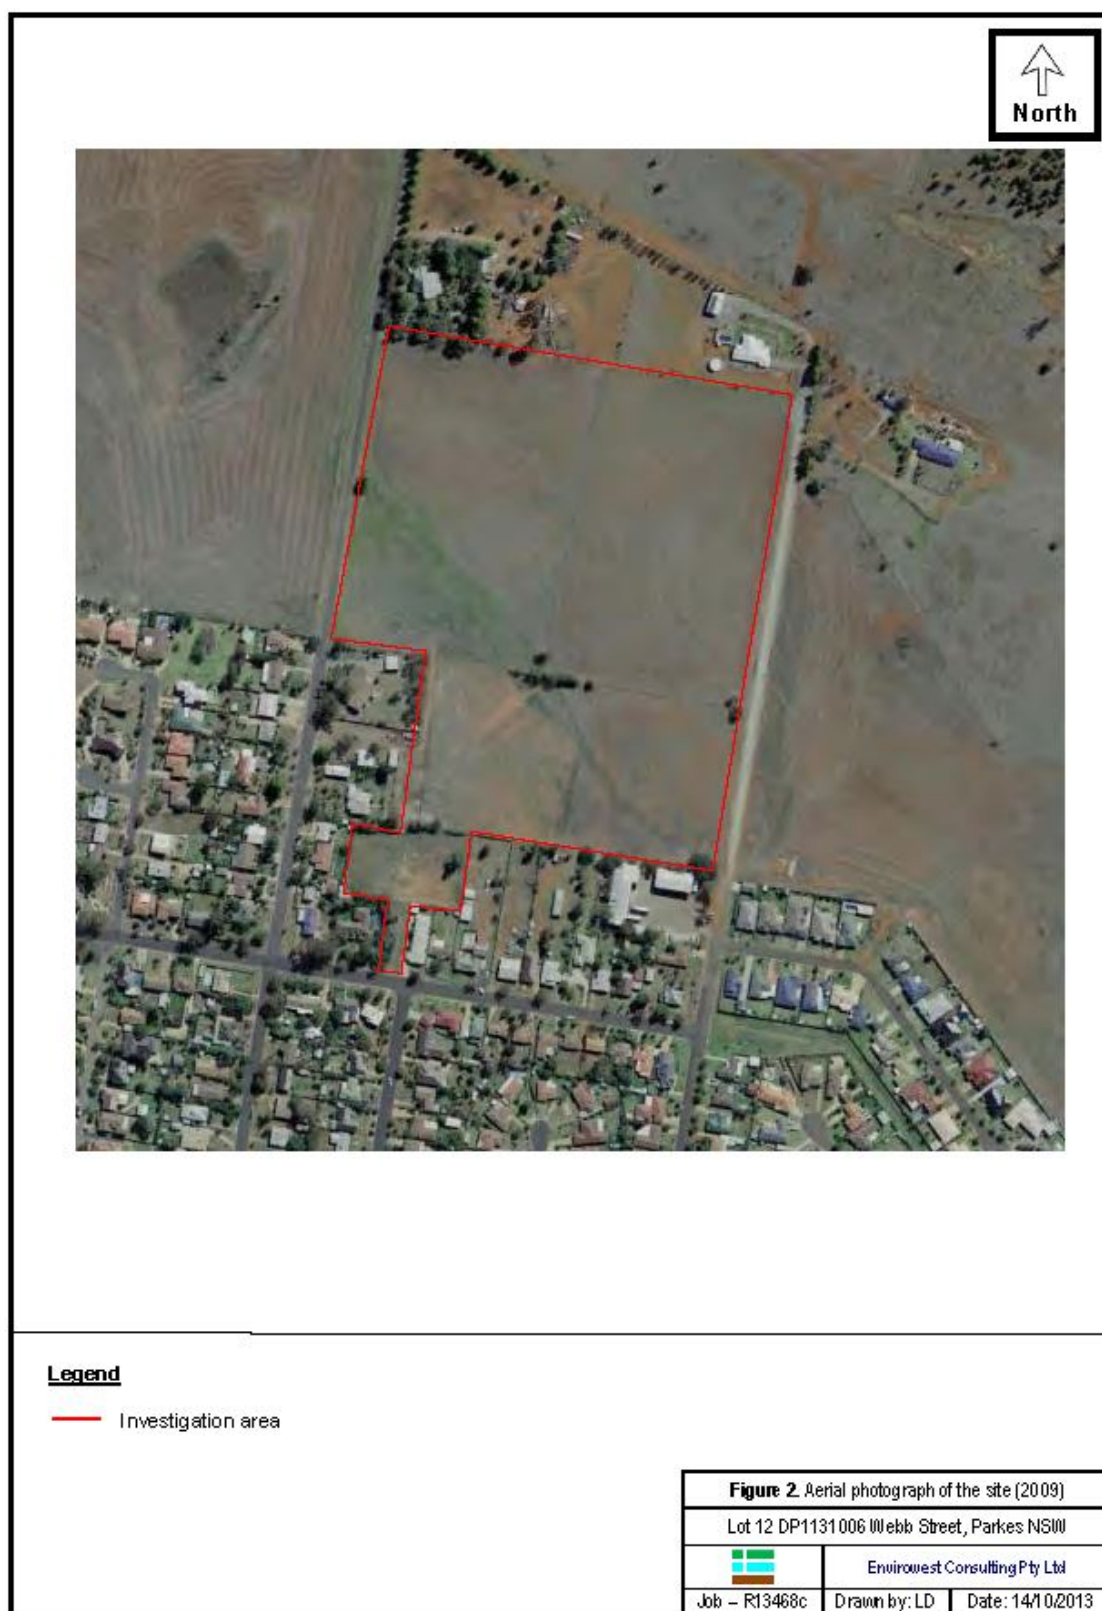 North
Legend
Investigation area
Figure 2. Aerial photograph of the site (2009)
Lot 12 DP1131006 Webb Street, Parkes NSW
Envirowest Consulting Pty Ltd
Job – R13468c Drawn by: LD Date: 14/10/2013